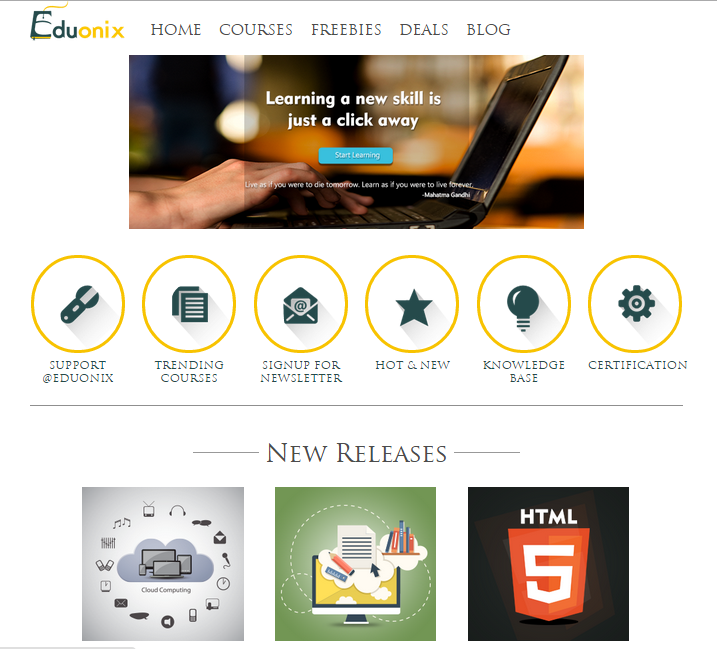 Eduonix
HOME COURSES FREEBIES DEALS BLOG
Learning a new skill is
just a click away
Start Learning
Live as if you were to die tomorrow. Learn as if you were to live forever.
-Mahatma Gandhi
@
SUPPORT
@EDUONIX
TRENDING
COURSES
SIGNUP FOR
NEWSLETTER
HOT & NEW
KNOWLEDGE
BASE
CERTIFICATION
New Releases
Cloud Computing
HTML
5